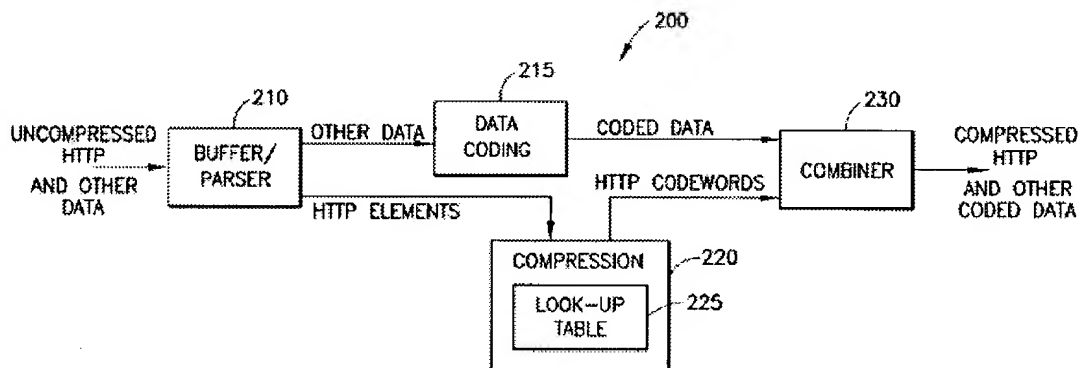 200
215
210
230
UNCOMPRESSED
HTTP
AND OTHER
DATA
BUFFER/
PARSER
OTHER DATA
DATA
CODING
CODED DATA
COMBINER
COMPRESSED
HTTP
AND OTHER
CODED DATA
HTTP ELEMENTS
HTTP CODEWORDS
COMPRESSION
220
LOOK-UP
TABLE
225